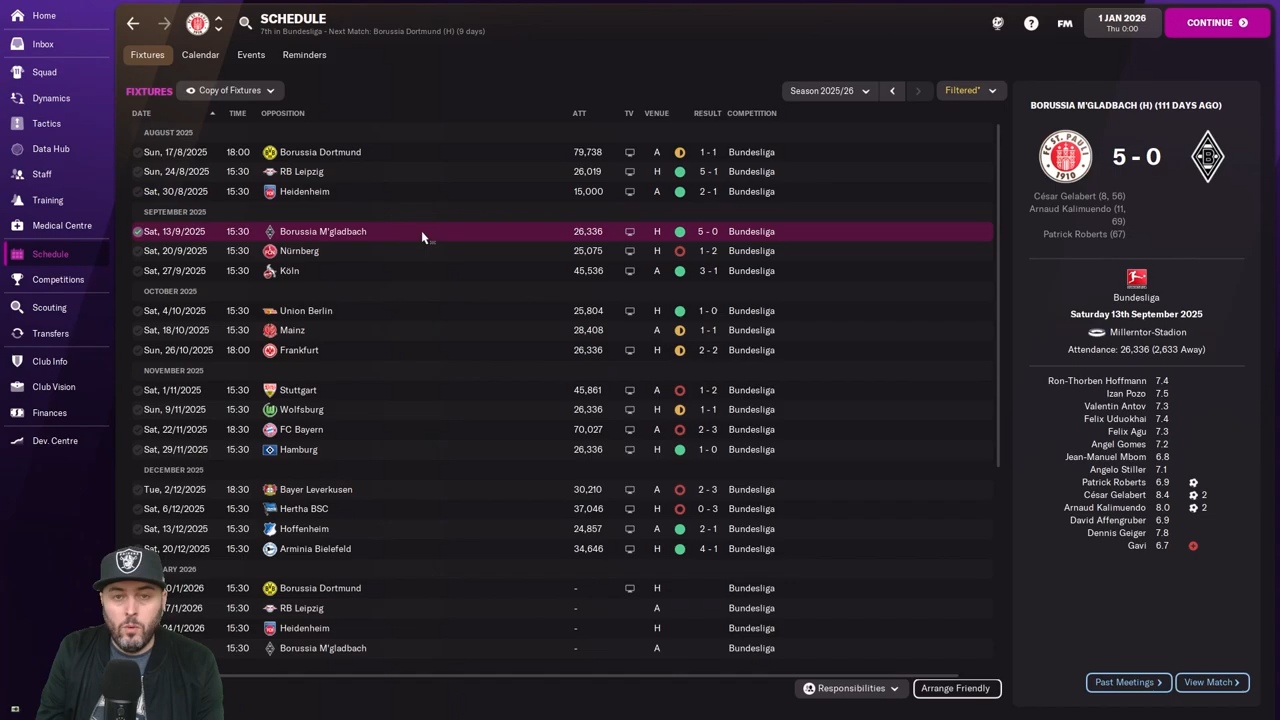 Home
Inbox
Squad
Dynamics
Tactics
Data Hub
Staff
Training
Medical Centre
Schedule
Competitions
Scouting
Transfers
Club Info
Club Vision
Finances
Dev. Centre
SCHEDULE
7th in Bundesliga - Next Match: Borussia Dortmund (H) (9 days)
FM
1 JAN 2026
Thu 0:00
CONTINUE
Fixtures Calendar Events Reminders
FIXTURES Copy of Fixtures Season 2025/26 Filtered*
DATE TIME OPPOSITION ATT TV VENUE RESULT COMPETITION
AUGUST 2025
Sun, 17/8/2025 18:00 Borussia Dortmund 79,738 A 1 - 1 Bundesliga
Sun, 24/8/2025 15:30 RB Leipzig 26,019 H 5 - 1 Bundesliga
Sat, 30/8/2025 15:30 Heidenheim 15,000 A 2 - 1 Bundesliga
SEPTEMBER 2025
Sat, 13/9/2025 15:30 Borussia M'gladbach 26,336 H 5 - 0 Bundesliga
Sat, 20/9/2025 15:30 Nürnberg 25,075 H 1 - 2 Bundesliga
Sat, 27/9/2025 15:30 Köln 45,536 A 3 - 1 Bundesliga
OCTOBER 2025
Sat, 4/10/2025 15:30 Union Berlin 25,804 H 1 - 0 Bundesliga
Sat, 18/10/2025 15:30 Mainz 28,408 A 1 - 1 Bundesliga
Sun, 26/10/2025 18:00 Frankfurt 26,336 H 2 - 2 Bundesliga
NOVEMBER 2025
Sat, 1/11/2025 15:30 Stuttgart 45,861 A 1 - 2 Bundesliga
Sun, 9/11/2025 15:30 Wolfsburg 26,336 H 1 - 1 Bundesliga
Sat, 22/11/2025 18:30 FC Bayern 70,027 A 2 - 3 Bundesliga
Sat, 29/11/2025 15:30 Hamburg 26,336 H 1 - 0 Bundesliga
DECEMBER 2025
Tue, 2/12/2025 18:30 Bayer Leverkusen 30,210 A 2 - 3 Bundesliga
Sat, 6/12/2025 15:30 Hertha BSC 37,046 H 0 - 3 Bundesliga
Sat, 13/12/2025 15:30 Hoffenheim 24,857 A 2 - 1 Bundesliga
Sat, 20/12/2025 15:30 Arminia Bielefeld 34,646 H 4 - 1 Bundesliga
UARY 2026
0/1/2026 15:30 Borussia Dortmund - H Bundesliga
7/1/2026 15:30 RB Leipzig - A Bundesliga
24/1/2026 15:30 Heidenheim - H Bundesliga
15:30 Borussia M'gladbach - A Bundesliga
Responsibilities Arrange Friendly
BORUSSIA M'GLADBACH (H) (111 DAYS AGO)
FC ST. PAULI
1910
5 - 0
César Gelabert (8, 56)
Arnaud Kalimuendo (11,
69)
Patrick Roberts (67)
Bundesliga
Saturday 13th September 2025
Millerntor-Stadion
Attendance: 26,336 (2,633 Away)
Ron-Thorben Hoffmann 7.4
Izan Pozo 7.5
Valentin Antov 7.3
Felix Uduokhai 7.4
Felix Agu 7.3
Angel Gomes 7.2
Jean-Manuel Mbom 6.8
Angelo Stiller 7.1
Patrick Roberts 6.9
César Gelabert 8.4 2
Arnaud Kalimuendo 8.0 2
David Affengruber 6.9
Dennis Geiger 7.8
Gavi 6.7
Past Meetings View Match